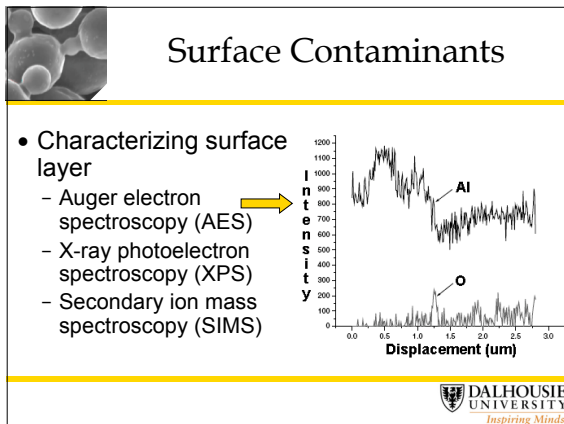 Surface Contaminants
• Characterizing surface
layer
– Auger electron
spectroscopy (AES)
– X-ray photoelectron
spectroscopy (XPS)
– Secondary ion mass
spectroscopy (SIMS)
Intensity
1200
1100
1000
900
800
700
600
500
400
300
200
100
0
Al
O
0.0 0.5 1.0 1.5 2.0 2.5 3.0
Displacement (um)
DALHOUSIE
UNIVERSITY
Inspiring Minds